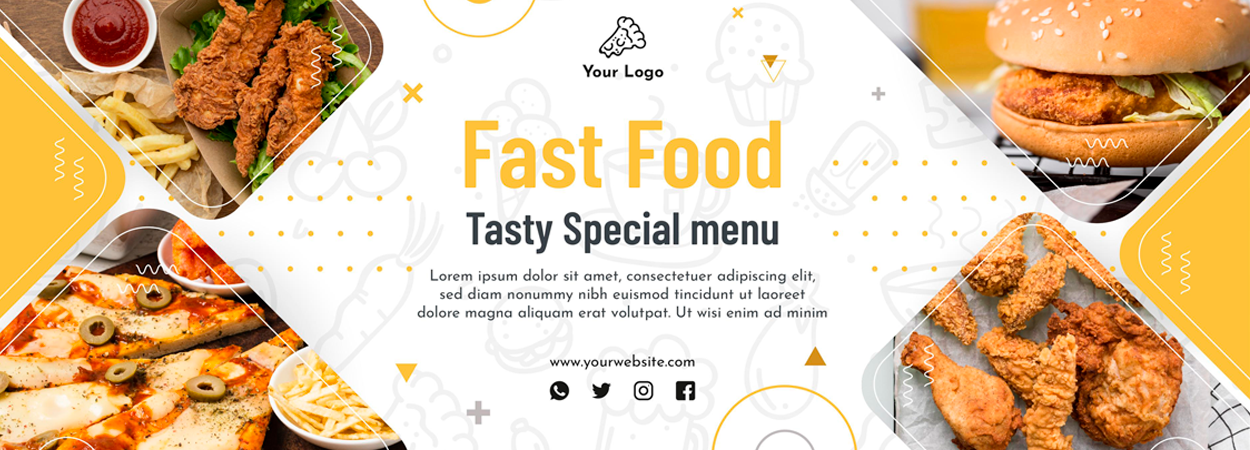 Your Logo
Fast Food
Tasty Special menu
Lorem ipsum dolor sit amet, consectetuer adipiscing elit,
sed diam nonummy nibh euismod tincidunt ut laoreet
dolore magna aliquam erat volutpat. Ut wisi enim ad minim
www.yourwebsite.com